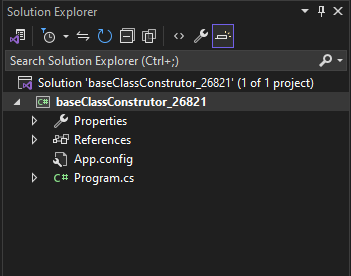 Solution Explorer
Search Solution Explorer (Ctrl+;)
Solution 'baseClassConstrutor_26821' (1 of 1 project)
C# baseClassConstrutor_26821
Properties
References
App.config
C# Program.cs